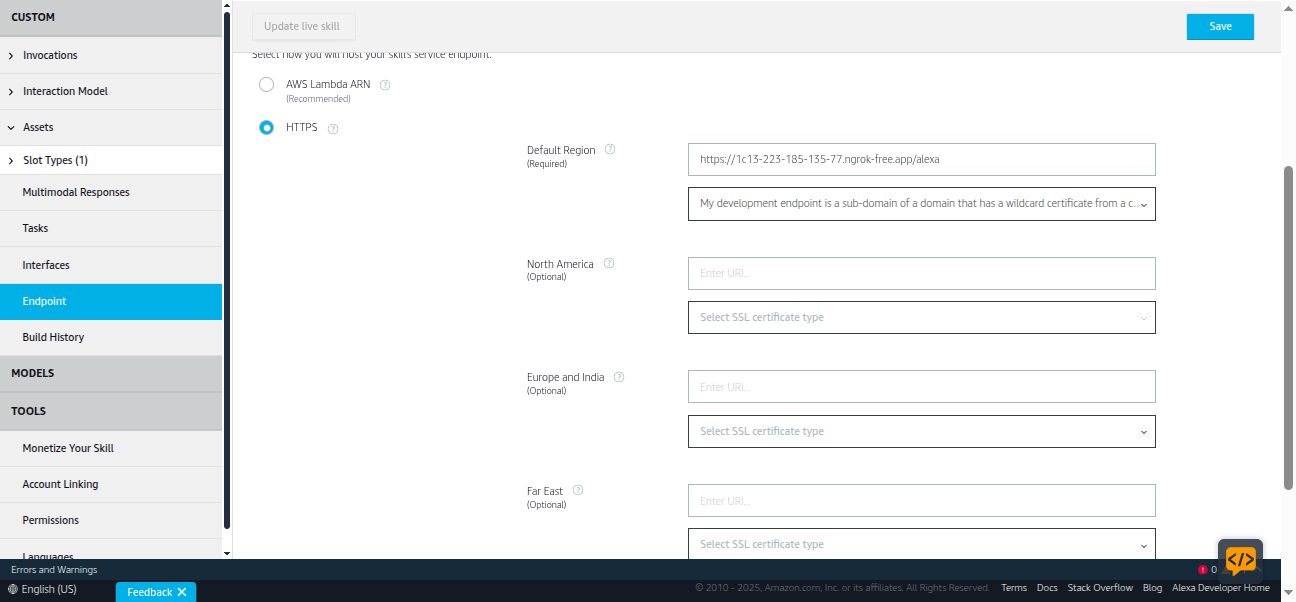 CUSTOM
Invocations
Interaction Model
Assets
Slot Types (1)
Multimodal Responses
Tasks
Interfaces
Endpoint
Build History
MODELS
TOOLS
Monetize Your Skill
Account Linking
Permissions
Languages
Update live skill
Save
Select how you will host your skill's service endpoint.
AWS Lambda ARN
(Recommended)
HTTPS
Default Region
(Required)
https://1c13-223-185-135-77.ngrok-free.app/alexa
My development endpoint is a sub-domain of a domain that has a wildcard certificate from a c...
North America
(Optional)
Enter URI...
Select SSL certificate type
Europe and India
(Optional)
Enter URI...
Select SSL certificate type
Far East
(Optional)
Enter URI...
Select SSL certificate type
Errors and Warnings
0
English (US)
Feedback
© 2010 - 2025, Amazon.com, Inc. or its affiliates. All Rights Reserved.
Terms
Docs
Stack Overflow
Blog
Alexa Developer Home